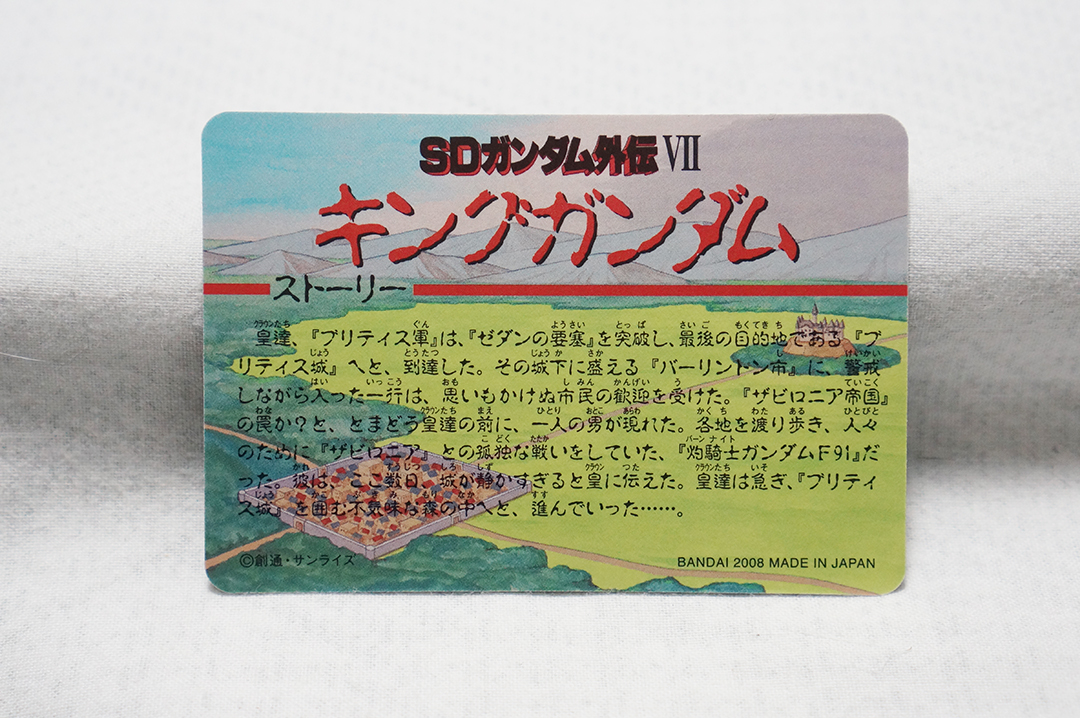 SDガンダム外伝 VII
キングガンダム
ストーリー
皇達、『ブリティス軍』は、『ゼダンの要塞』を突破し、最後の目的地である『ブ
リティス城』へと、到達した。その城下に盛える『バーリントン市』に、警戒
しながら入った一行は、思いもかけぬ市民の歓迎を受けた。『ザビロニア帝国』
の罠か？と、とまどう皇達の前に、一人の男が現れた。各地を渡り歩き、人々
のために『ザビロニア』との孤独な戦いをしていた、『灼騎士ガンダムF91』だ
った。彼は、ここ数日、城が静かすぎると皇に伝えた。皇達は急ぎ、『ブリティ
ス城』を囲む不気味な森の中へと、進んでいった……。
©創通・サンライズ
BANDAI 2008 MADE IN JAPAN